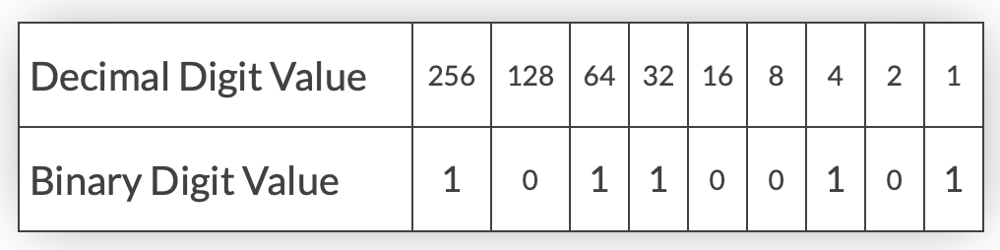 Decimal Digit Value 256 128 64 32 16 8 4 2 1
Binary Digit Value 1 0 1 1 0 0 1 0 1